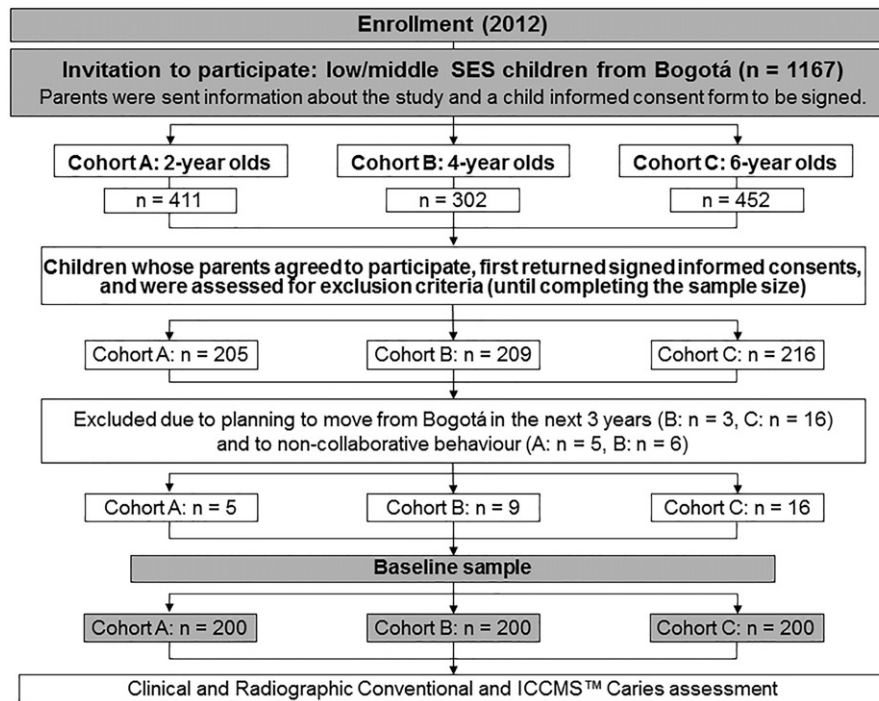 Enrollment (2012)
Invitation to participate: low/middle SES children from Bogotá (n = 1167)
Parents were sent information about the study and a child informed consent form to be signed.
Cohort A: 2-year olds
Cohort B: 4-year olds
Cohort C: 6-year olds
n = 411
n = 302
n = 452
Children whose parents agreed to participate, first returned signed informed consents,
and were assessed for exclusion criteria (until completing the sample size)
Cohort A: n = 205
Cohort B: n = 209
Cohort C: n = 216
Excluded due to planning to move from Bogotá in the next 3 years (B: n = 3, C: n = 16)
and to non-collaborative behaviour (A: n = 5, B: n = 6)
Cohort A: n = 5
Cohort B: n = 9
Cohort C: n = 16
Baseline sample
Cohort A: n = 200
Cohort B: n = 200
Cohort C: n = 200
Clinical and Radiographic Conventional and ICCMS™ Caries assessment